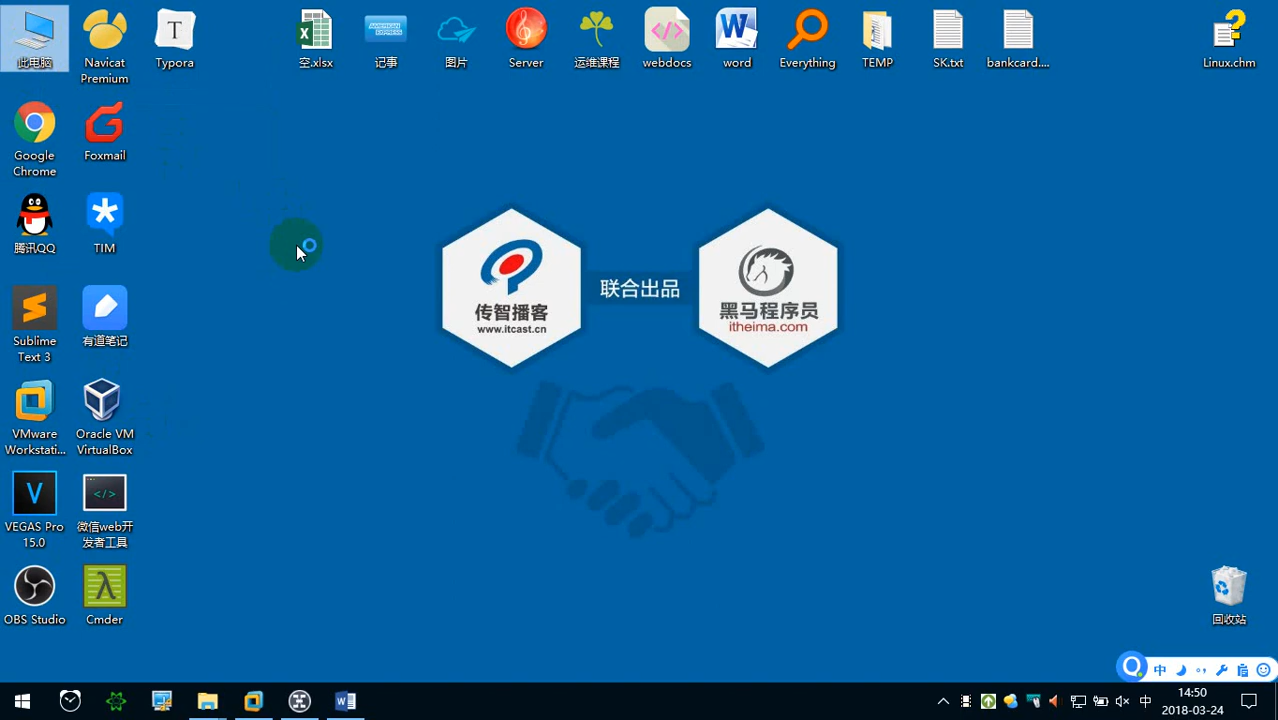 此电脑
Navicat
Premium
Typora
空.xlsx
记事
AMERICAN
EXPRESS
图片
Server
运维课程
webdocs
word
Everything
TEMP
SK.txt
bankcard....
Linux.chm
Google
Chrome
Foxmail
腾讯QQ
TIM
Sublime
Text 3
有道笔记
VMware
Workstati...
Oracle VM
VirtualBox
VEGAS Pro
15.0
微信web开
发者工具
OBS Studio
Cmder
传智播客
www.itcast.cn
联合出品
黑马程序员
itheima.com
回收站
中
中
14:50
2018-03-24